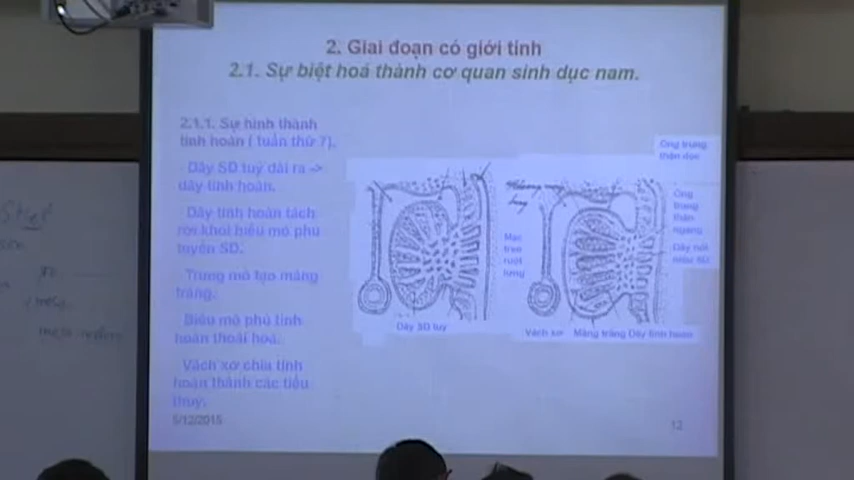 2. Giai đoạn có giới tính
2.1. Sự biệt hoá thành cơ quan sinh dục nam.
2.1.1. Sự hình thành
tinh hoàn ( tuần thứ 7).
Dây SD tuỷ dài ra ->
dây tinh hoàn.
Dây tinh hoàn tách
rời khỏi biểu mô phủ
tuyến SD.
Trung mô tạo màng
trắng.
Biểu mô phủ tinh
hoàn thoái hoá.
Vách xơ chia tinh
hoàn thành các tiểu
thuỳ.
Ống trung
thận dọc
Ống
trung
thận
ngang
Dây nối
niệu SD
Mạc
treo
ruột
lưng
Dây SD tuỷ
Vách xơ Màng trắng Dây tinh hoàn
5/12/2015
12